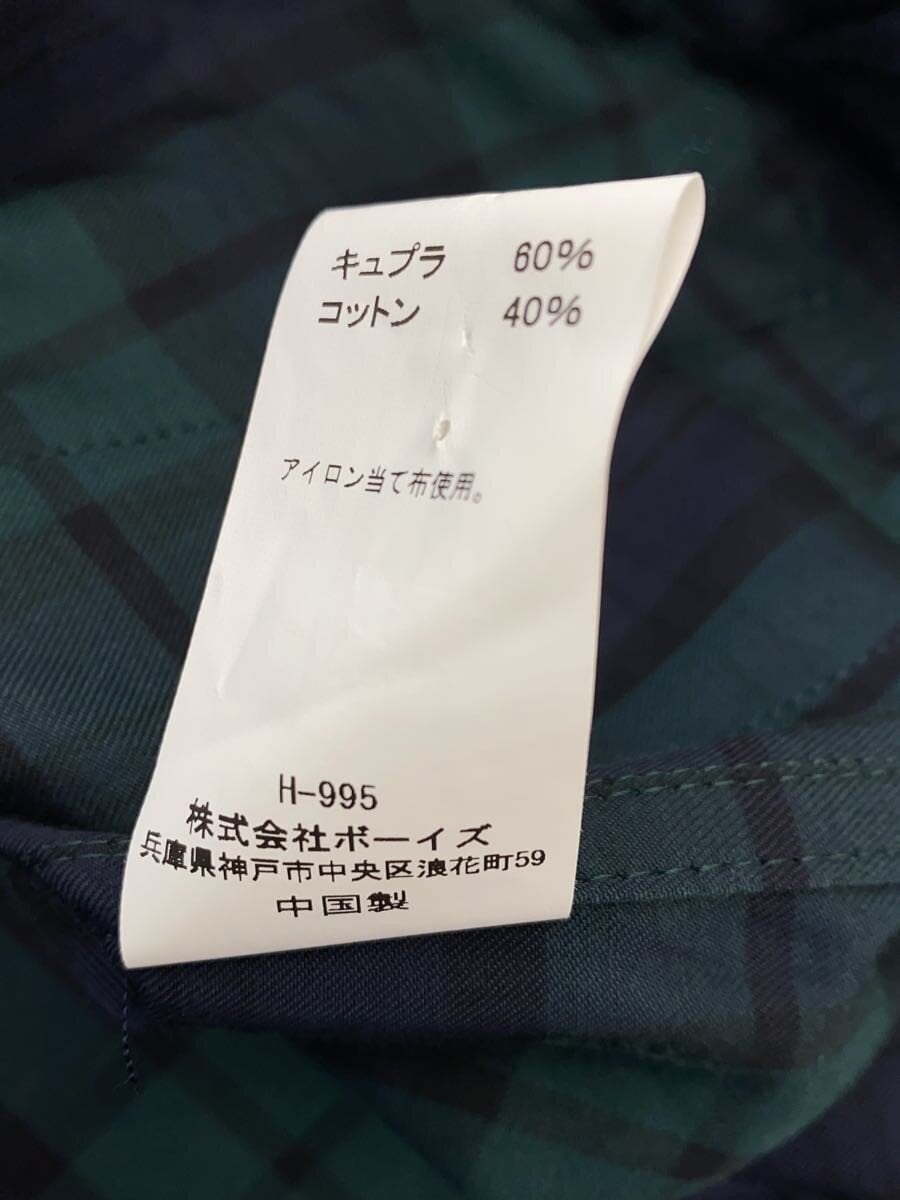 キュプラ 60%
コットン 40%
アイロン当て布使用。
H-995
株式会社ボーイズ
兵庫県神戸市中央区浪花町59
中国製